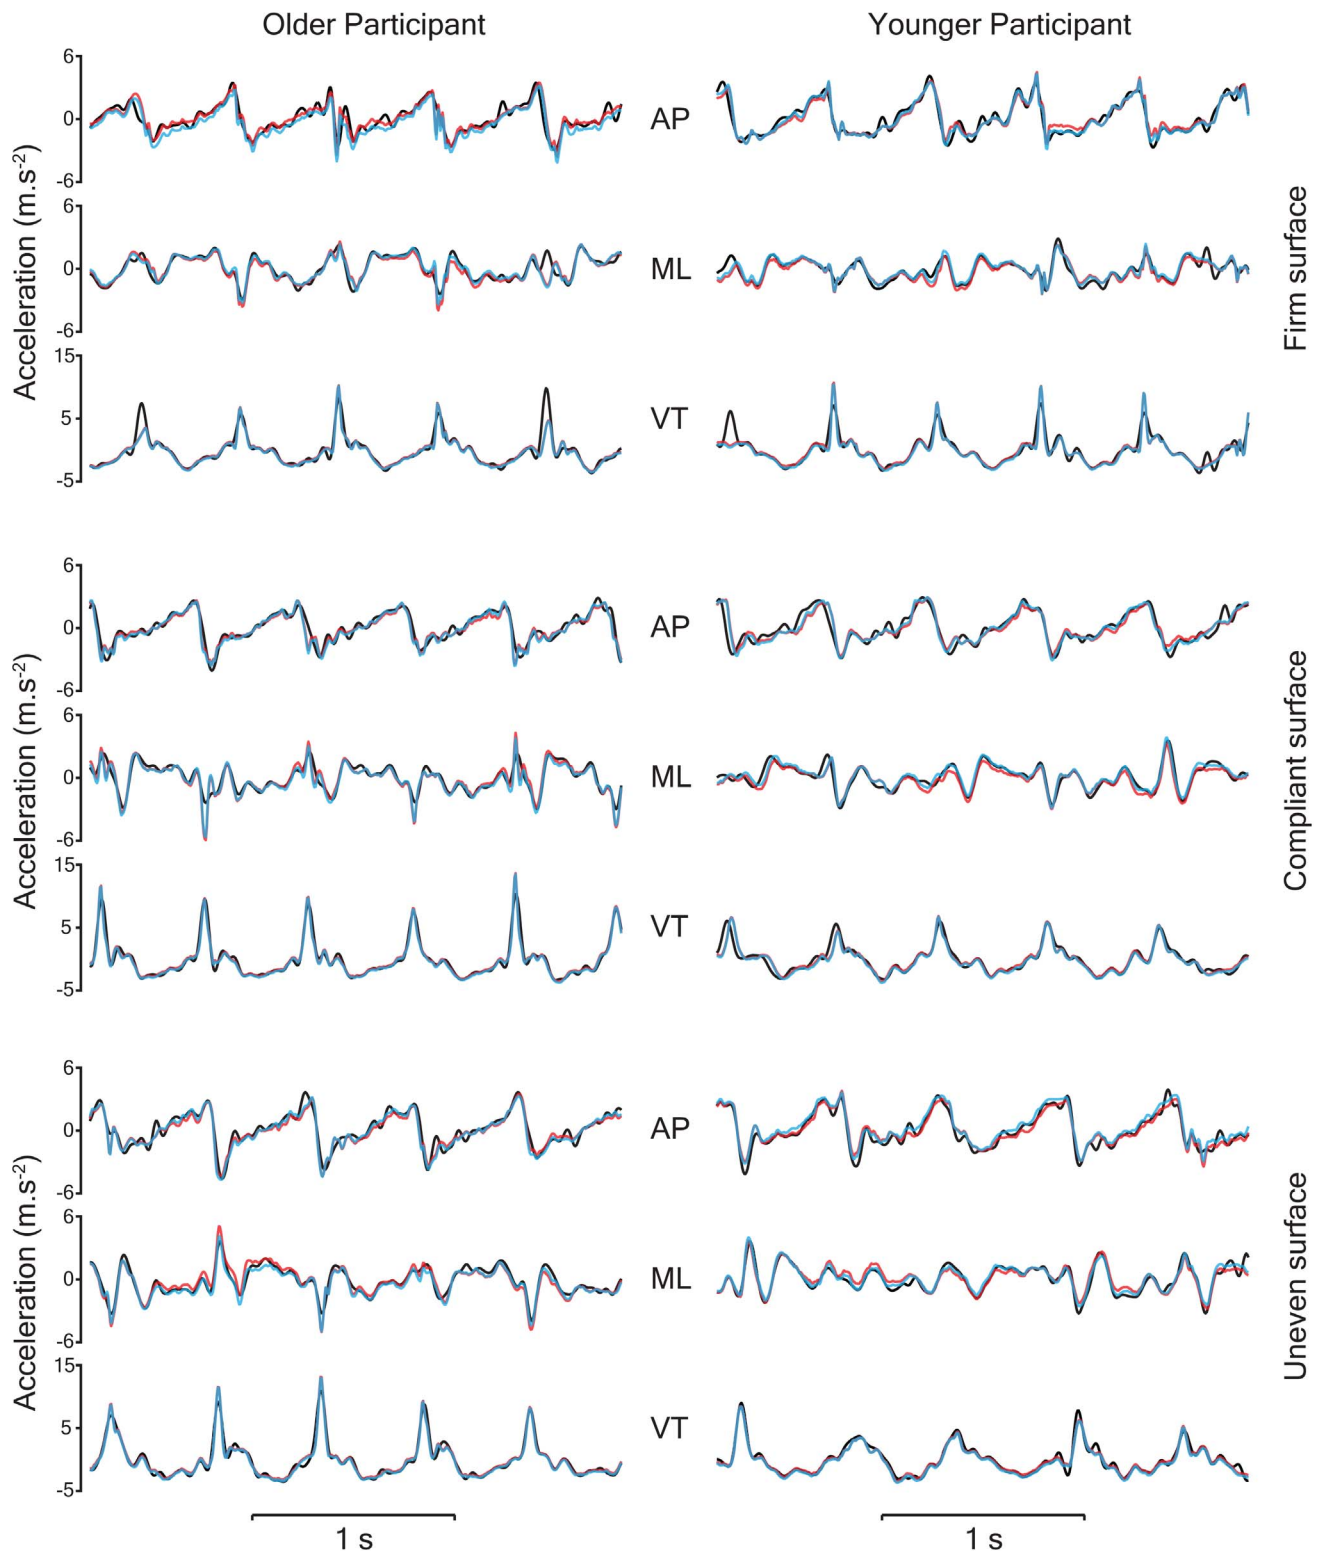 Older Participant Younger Participant
6
0
-6
AP
6
0
-6
ML
15
5
-5
VT
Acceleration (m.s-2)
Firm surface
6
0
-6
AP
6
0
-6
ML
15
5
-5
VT
Acceleration (m.s-2)
Compliant surface
6
0
-6
AP
6
0
-6
ML
15
5
-5
VT
Acceleration (m.s-2)
Uneven surface
1 s 1 s